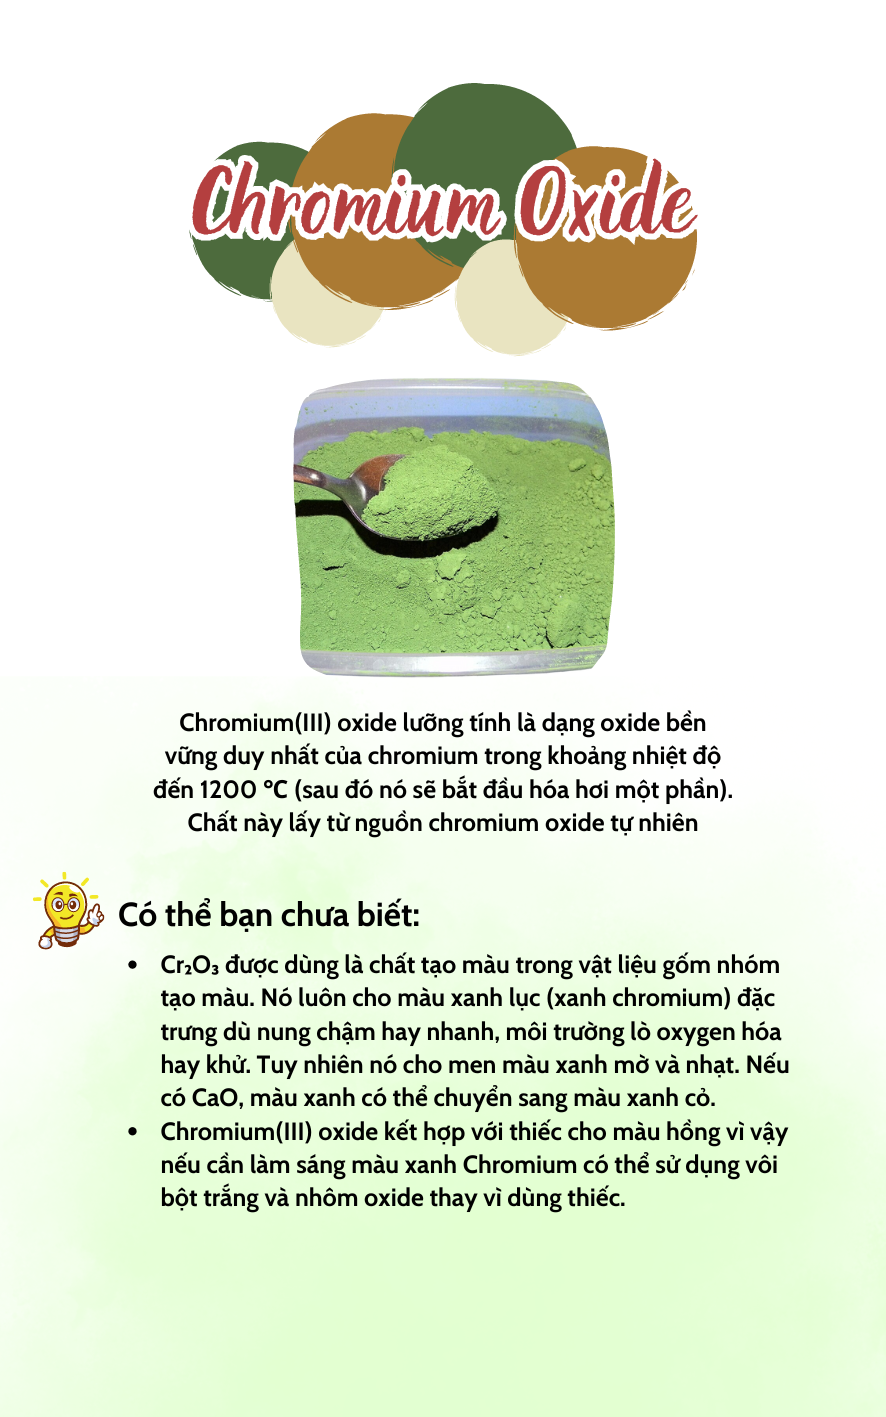 Chromium Oxide
Chromium(III) oxide lưỡng tính là dạng oxide bền
vững duy nhất của chromium trong khoảng nhiệt độ
đến 1200 °C (sau đó nó sẽ bắt đầu hóa hơi một phần).
Chất này lấy từ nguồn chromium oxide tự nhiên
Có thể bạn chưa biết:
• Cr₂O₃ được dùng là chất tạo màu trong vật liệu gốm nhóm
tạo màu. Nó luôn cho màu xanh lục (xanh chromium) đặc
trưng dù nung chậm hay nhanh, môi trường lò oxygen hóa
hay khử. Tuy nhiên nó cho men màu xanh mờ và nhạt. Nếu
có CaO, màu xanh có thể chuyển sang màu xanh cỏ.
• Chromium(III) oxide kết hợp với thiếc cho màu hồng vì vậy
nếu cần làm sáng màu xanh Chromium có thể sử dụng vôi
bột trắng và nhôm oxide thay vì dùng thiếc.